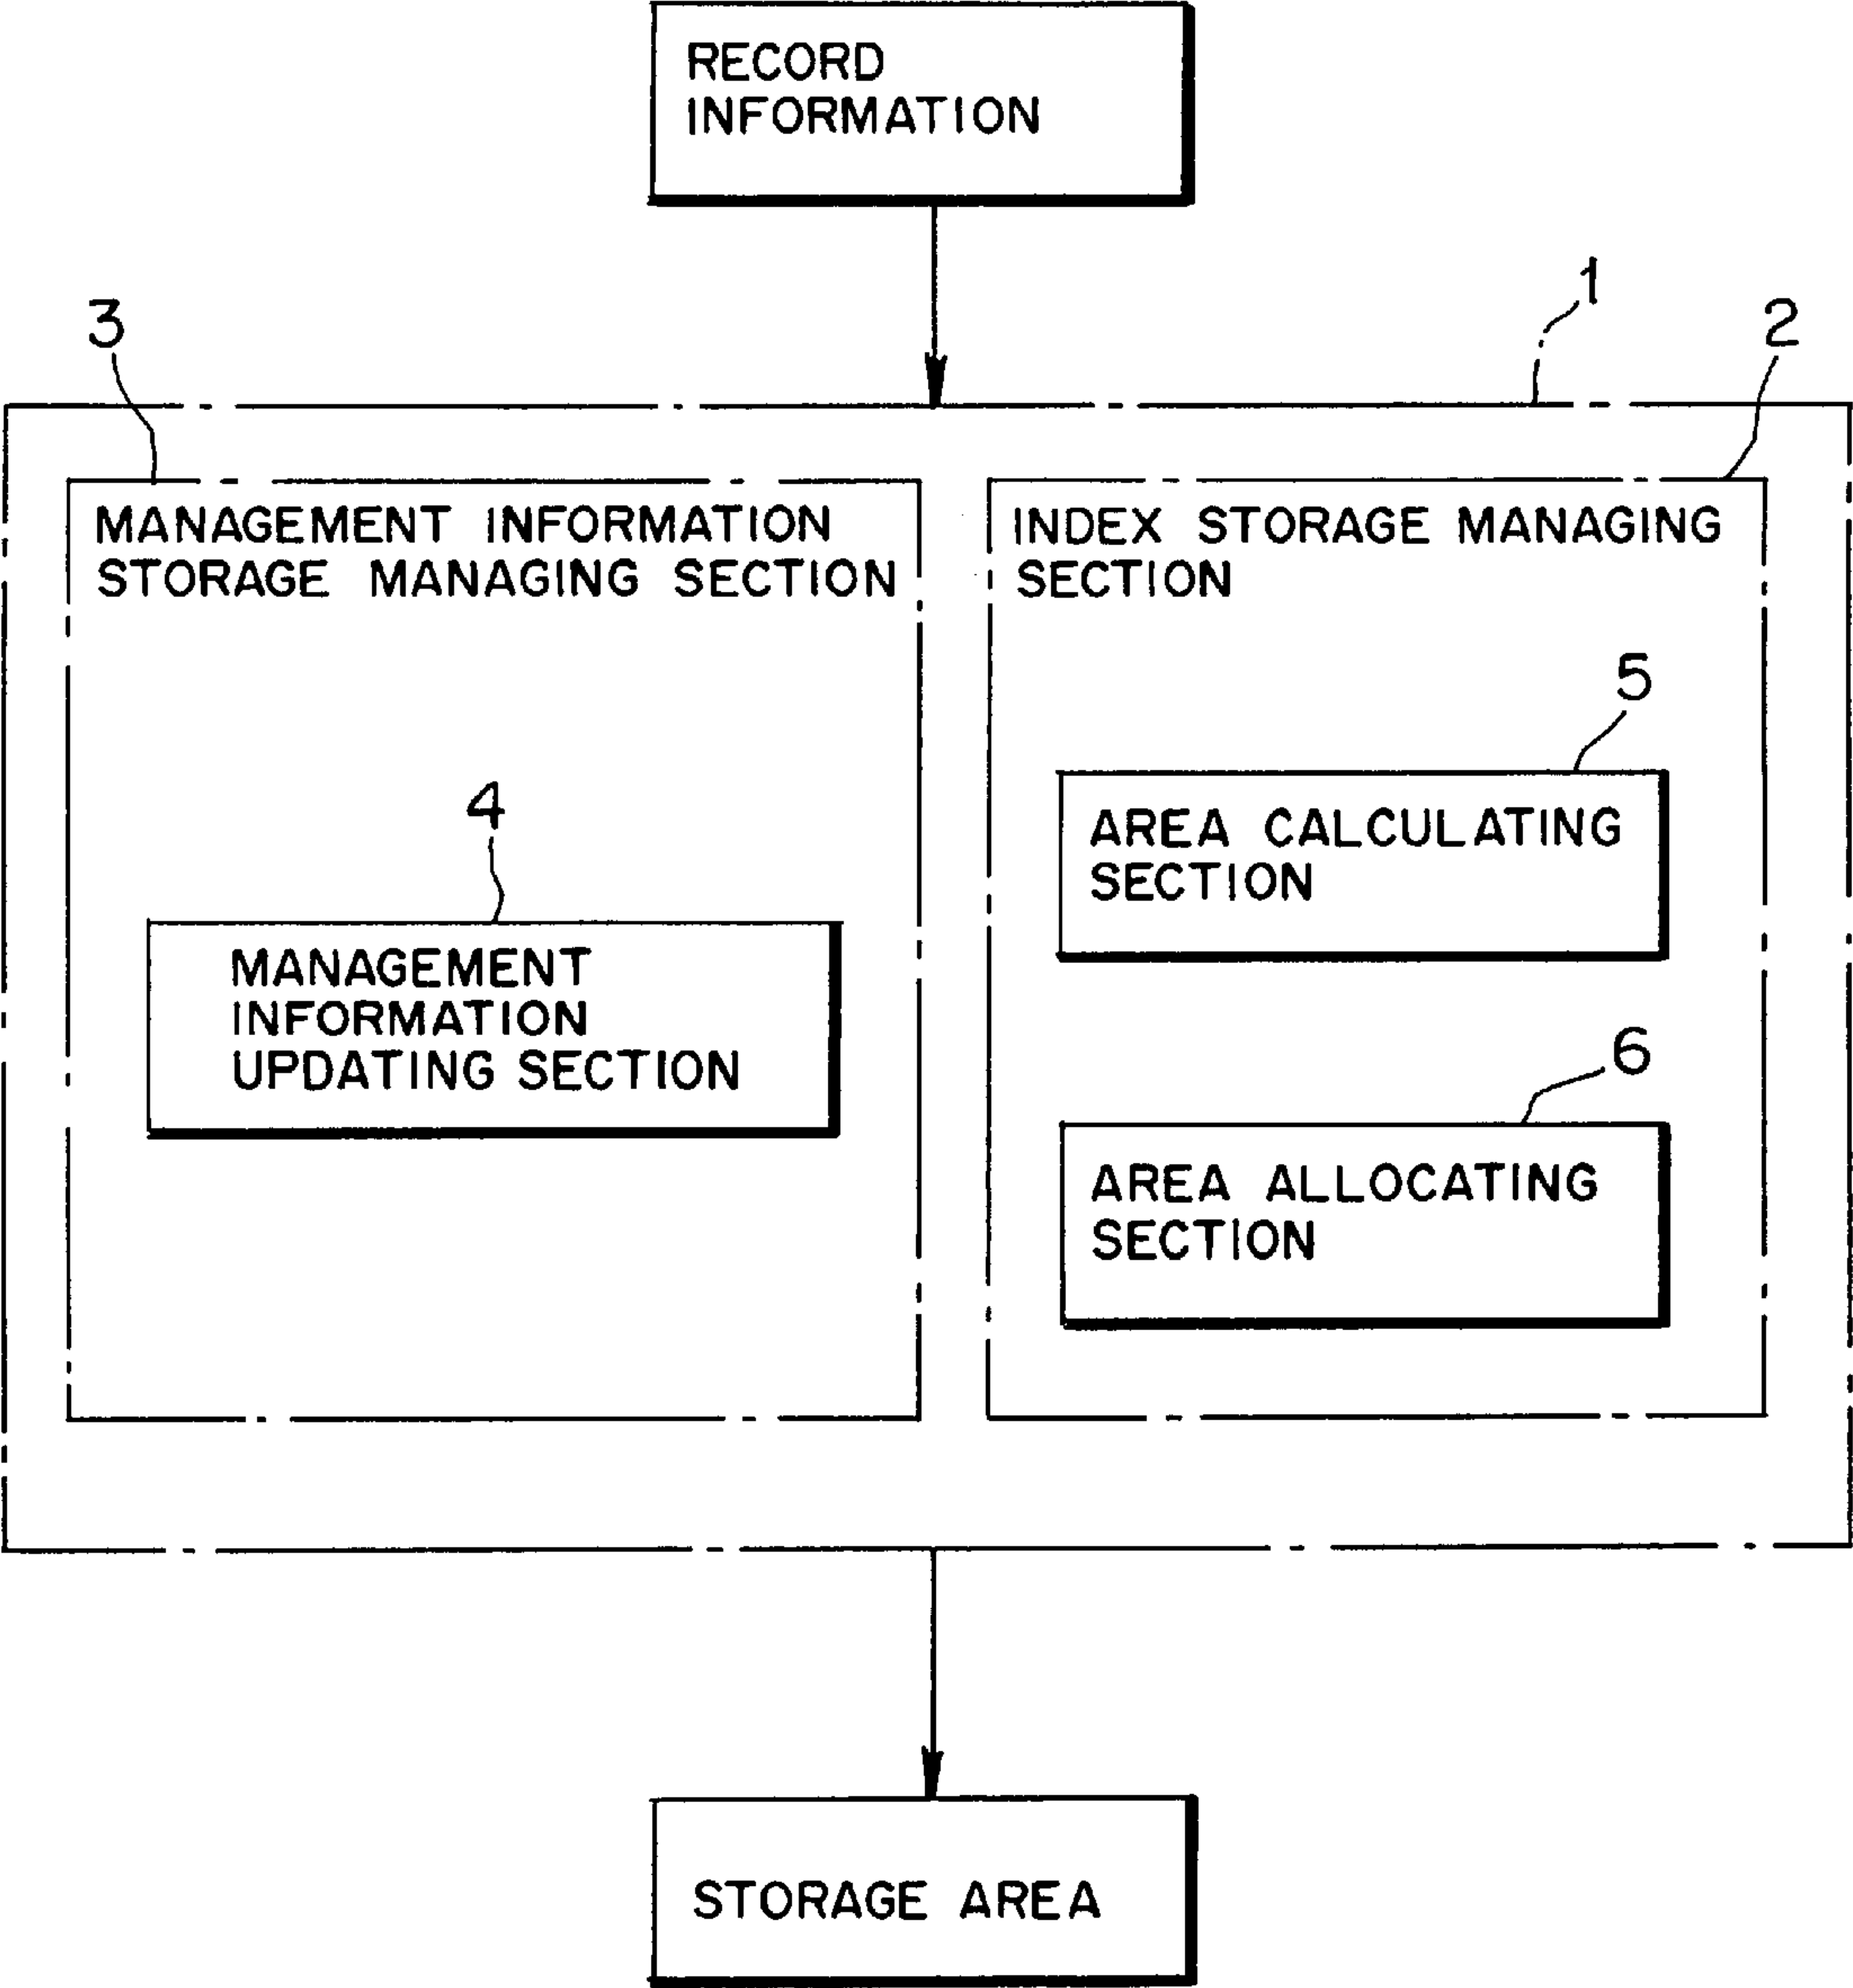 RECORD
INFORMATION
1
2
3
MANAGEMENT INFORMATION
STORAGE MANAGING SECTION
4
MANAGEMENT
INFORMATION
UPDATING SECTION
INDEX STORAGE MANAGING
SECTION
5
AREA CALCULATING
SECTION
6
AREA ALLOCATING
SECTION
STORAGE AREA